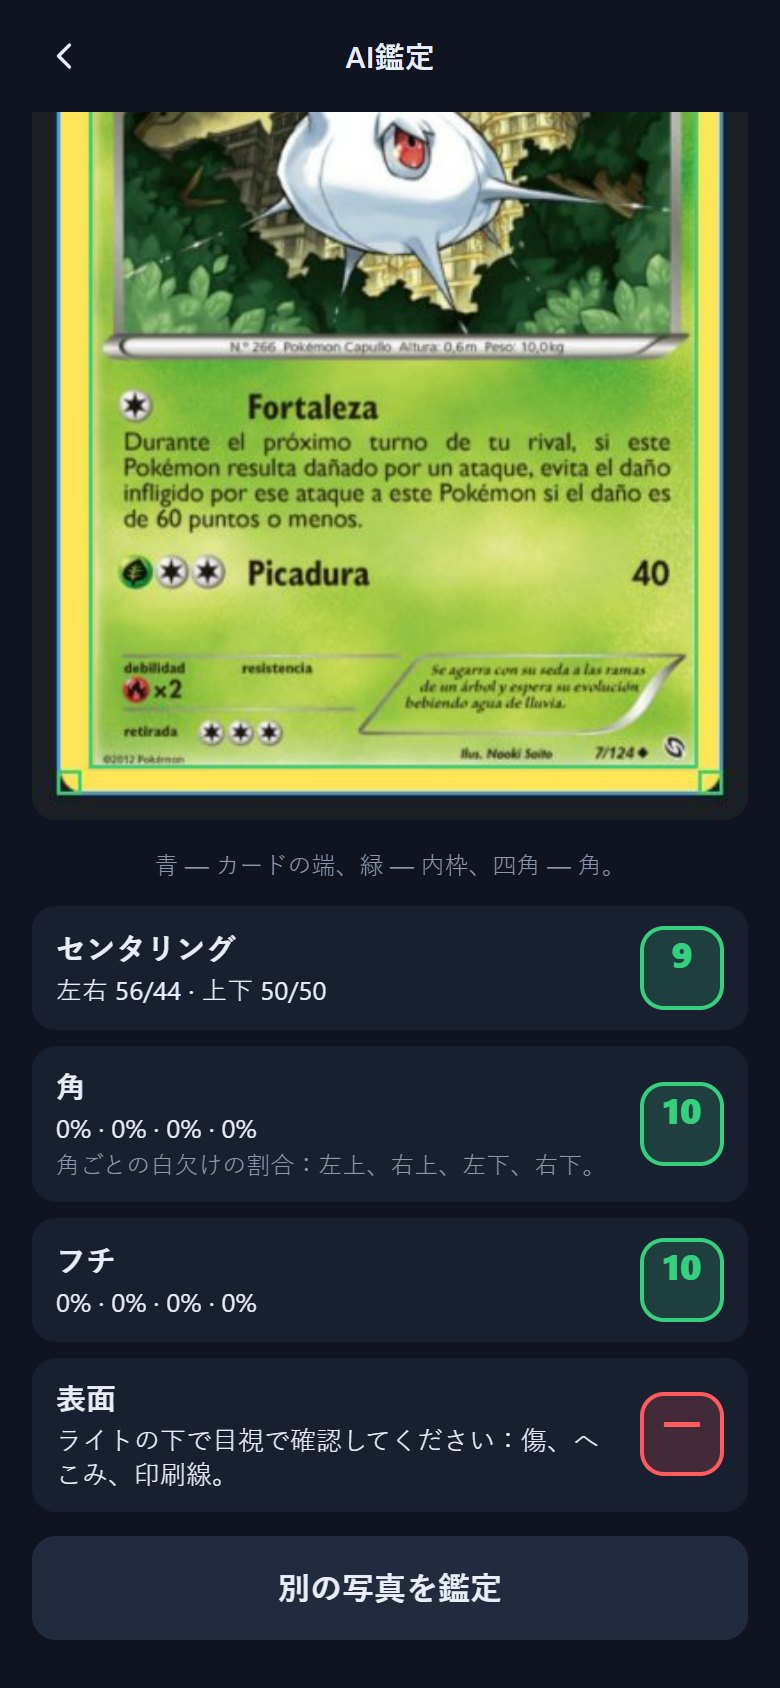 AI鑑定
N.º 266 Pokémon Capullo Altura: 0,6m Peso: 10,0kg
Fortaleza
Durante el próximo turno de tu rival, si este
Pokémon resulta dañado por un ataque, evita el daño
infligido por ese ataque a este Pokémon si el daño es
de 60 puntos o menos.
Picadura 40
debilidad resistencia
×2
Se agarra con su seda a las ramas
de un árbol y espera su evolución
bebiendo agua de lluvia.
retirada
©2012 Pokémon Ilus. Naoki Saito 7/124
青 — カードの端、緑 — 内枠、四角 — 角。
センタリング
左右 56/44 · 上下 50/50
9
角
0% · 0% · 0% · 0%
角ごとの白欠けの割合：左上、右上、左下、右下。
10
フチ
0% · 0% · 0% · 0%
10
表面
ライトの下で目視で確認してください：傷、へ
こみ、印刷線。
—
別の写真を鑑定